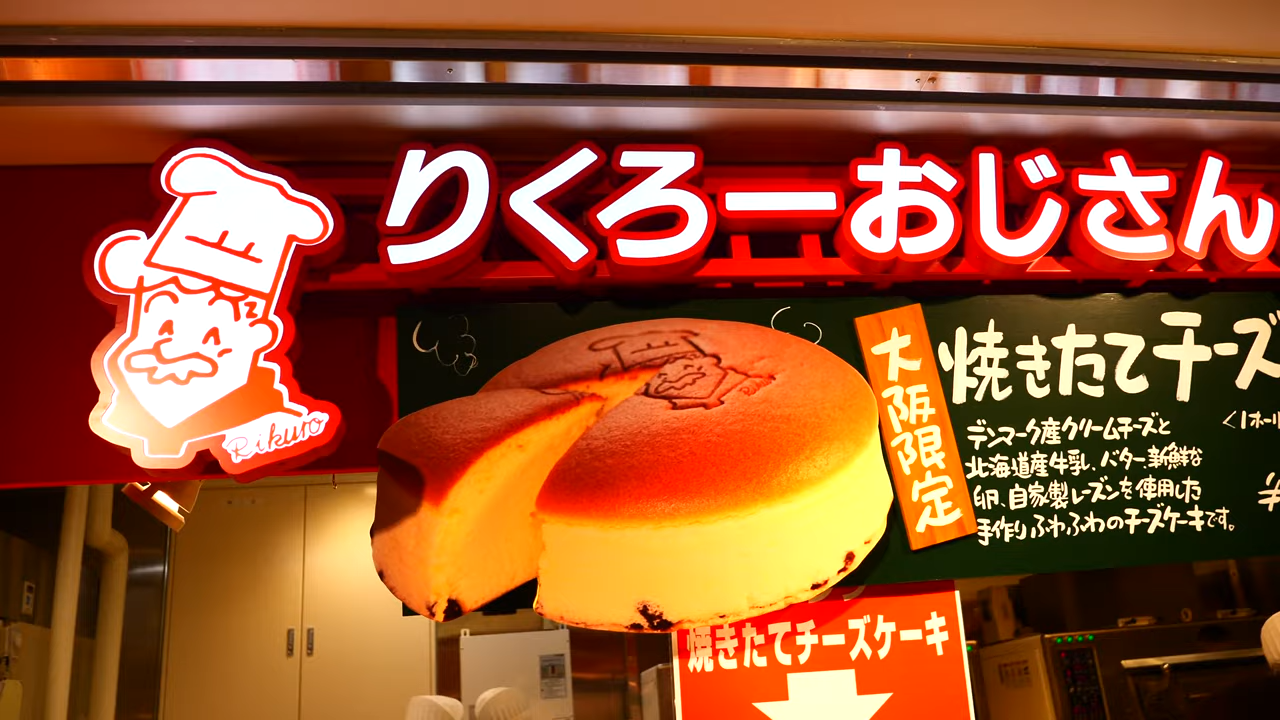 りくろーおじさん
Rikuro
大阪限定
焼きたてチーズ
デンマーク産クリームチーズと
北海道産牛乳、バター、新鮮な
卵、自家製レーズンを使用した
手作りふわふわのチーズケーキです。
焼きたてチーズケーキ